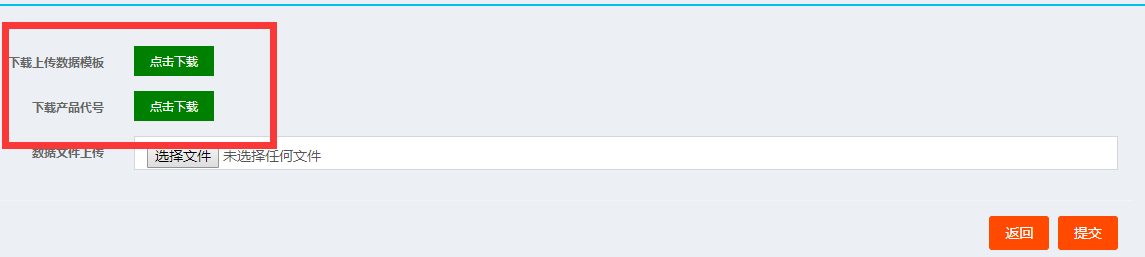 下载上传数据模板 点击下载
下载产品代号 点击下载
数据文件上传 选择文件 未选择任何文件
返回 提交